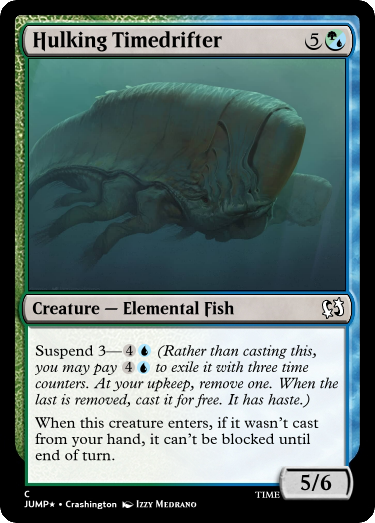 Hulking Timedrifter 5
Creature — Elemental Fish
Suspend 3—4 (Rather than casting this,
you may pay 4 to exile it with three time
counters. At your upkeep, remove one. When the
last is removed, cast it for free. It has haste.)
When this creature enters, if it wasn't cast
from your hand, it can't be blocked until
end of turn.
5/6
C TIME
JUMP★ • Crashington Izzy Medrano